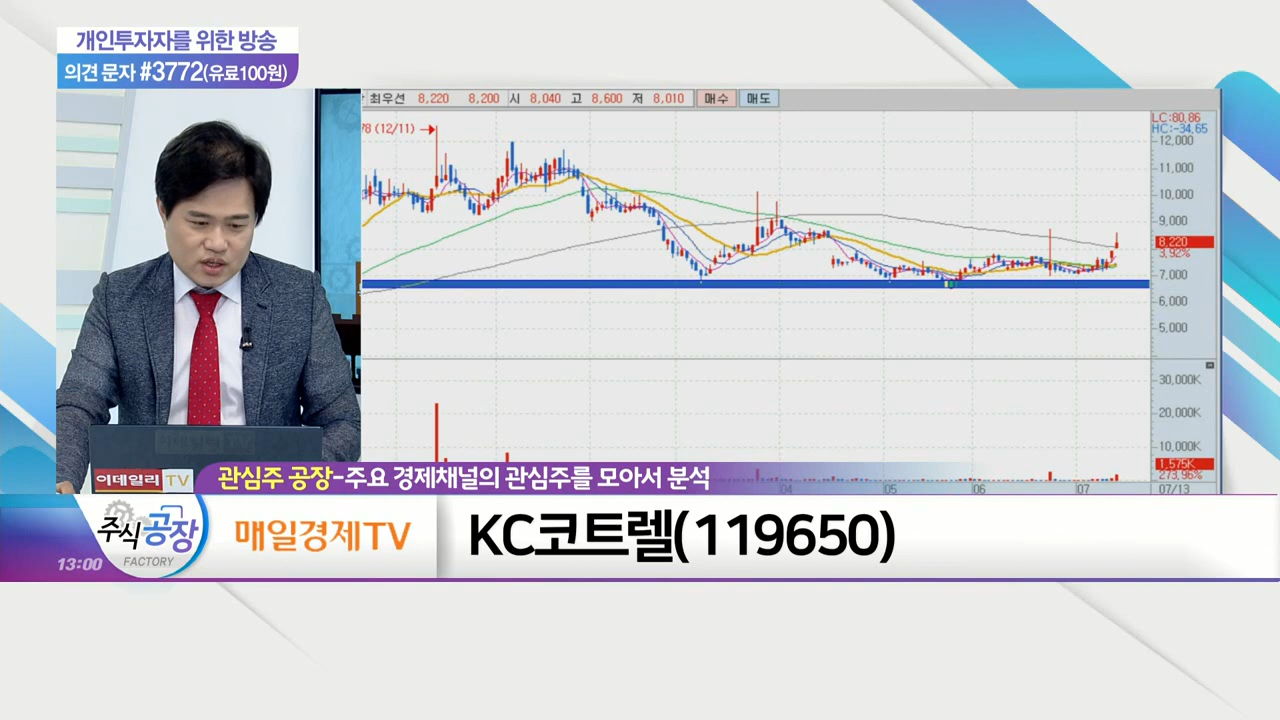 개인투자자를 위한 방송
의견 문자 #3772(유료100원)
최우선 8,220 8,200 시 8,040 고 8,600 저 8,010 매수 매도
78 (12/11)
LC:80.86
HC:-34.65
12,000
11,000
10,000
9,000
8,220
3.92%
7,000
6,000
5,000
30,000K
20,000K
10,000K
1,575K
273.96%
04 05 06 07 07/13
이데일리 TV
관심주 공장-주요 경제채널의 관심주를 모아서 분석
주식공장
FACTORY
13:00
매일경제TV
KC코트렐(119650)